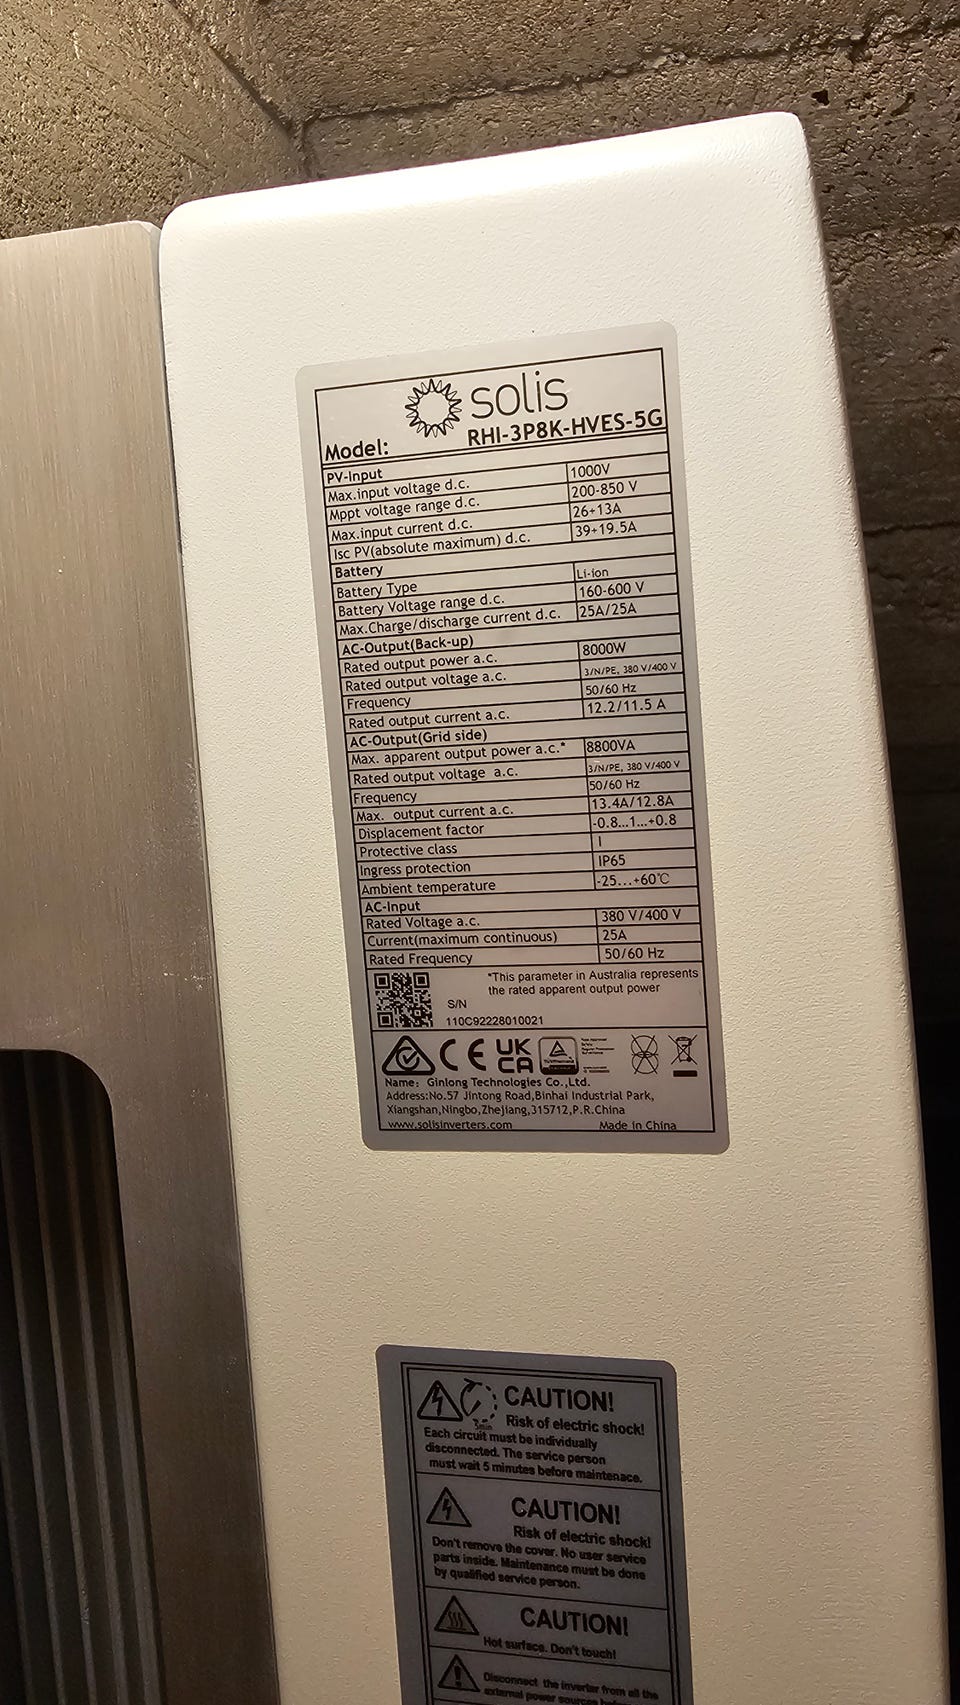 solis
Model: RHI-3P8K-HVES-5G
PV-Input
Max.input voltage d.c. 1000V
Mppt voltage range d.c. 200-850 V
Max.input current d.c. 26+13A
Isc PV(absolute maximum) d.c. 39+19.5A
Battery
Battery Type Li-ion
Battery Voltage range d.c. 160-600 V
Max.Charge/discharge current d.c. 25A/25A
AC-Output(Back-up)
Rated output power a.c. 8000W
Rated output voltage a.c. 3/N/PE, 380 V/400 V
Frequency 50/60 Hz
Rated output current a.c. 12.2/11.5 A
AC-Output(Grid side)
Max. apparent output power a.c.* 8800VA
Rated output voltage a.c. 3/N/PE, 380 V/400 V
Frequency 50/60 Hz
Max. output current a.c. 13.4A/12.8A
Displacement factor -0.8...1...+0.8
Protective class I
Ingress protection IP65
Ambient temperature -25...+60℃
AC-Input
Rated Voltage a.c. 380 V/400 V
Current(maximum continuous) 25A
Rated Frequency 50/60 Hz
*This parameter in Australia represents
the rated apparent output power
S/N
110C92228010021
CE UK CA
Name: Ginlong Technologies Co.,Ltd.
Address:No.57 Jintong Road,Binhai Industrial Park,
Xiangshan,Ningbo,Zhejiang,315712,P.R.China
www.solisinverters.com Made in China
5min CAUTION!
Risk of electric shock!
Each circuit must be individually
disconnected. The service person
must wait 5 minutes before maintenace.
CAUTION!
Risk of electric shock!
Don't remove the cover. No user service
parts inside. Maintenance must be done
by qualified service person.
CAUTION!
Hot surface. Don't touch!
Disconnect the inverter from all the
external power sources before